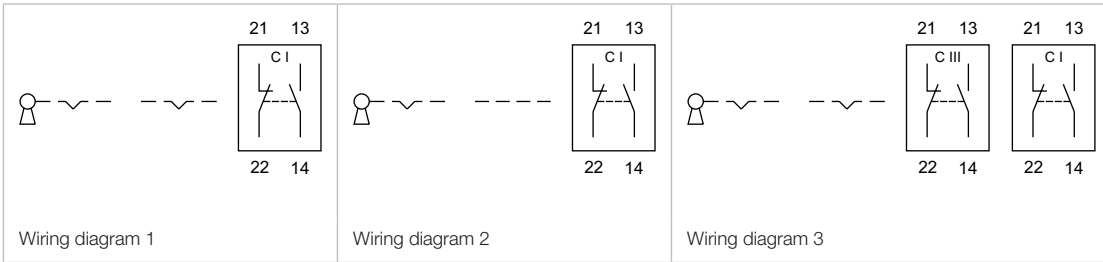 21 13
C I
22 14
Wiring diagram 1
21 13
C I
22 14
Wiring diagram 2
21 13 21 13
C III C I
22 14 22 14
Wiring diagram 3